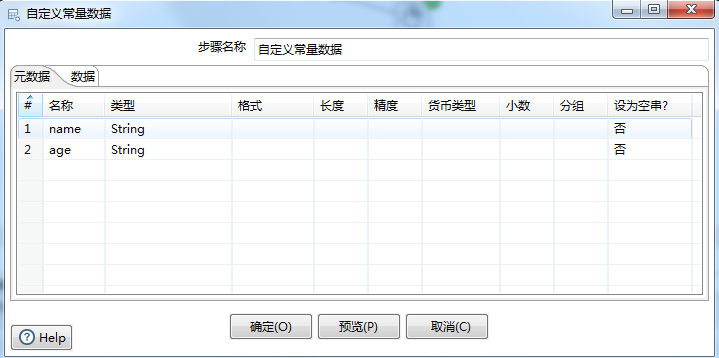 自定义常量数据
步骤名称 自定义常量数据
元数据 数据
# 名称 类型 格式 长度 精度 货币类型 小数 分组 设为空串?
1 name String 否
2 age String 否
确定(O) 预览(P) 取消(C)
Help